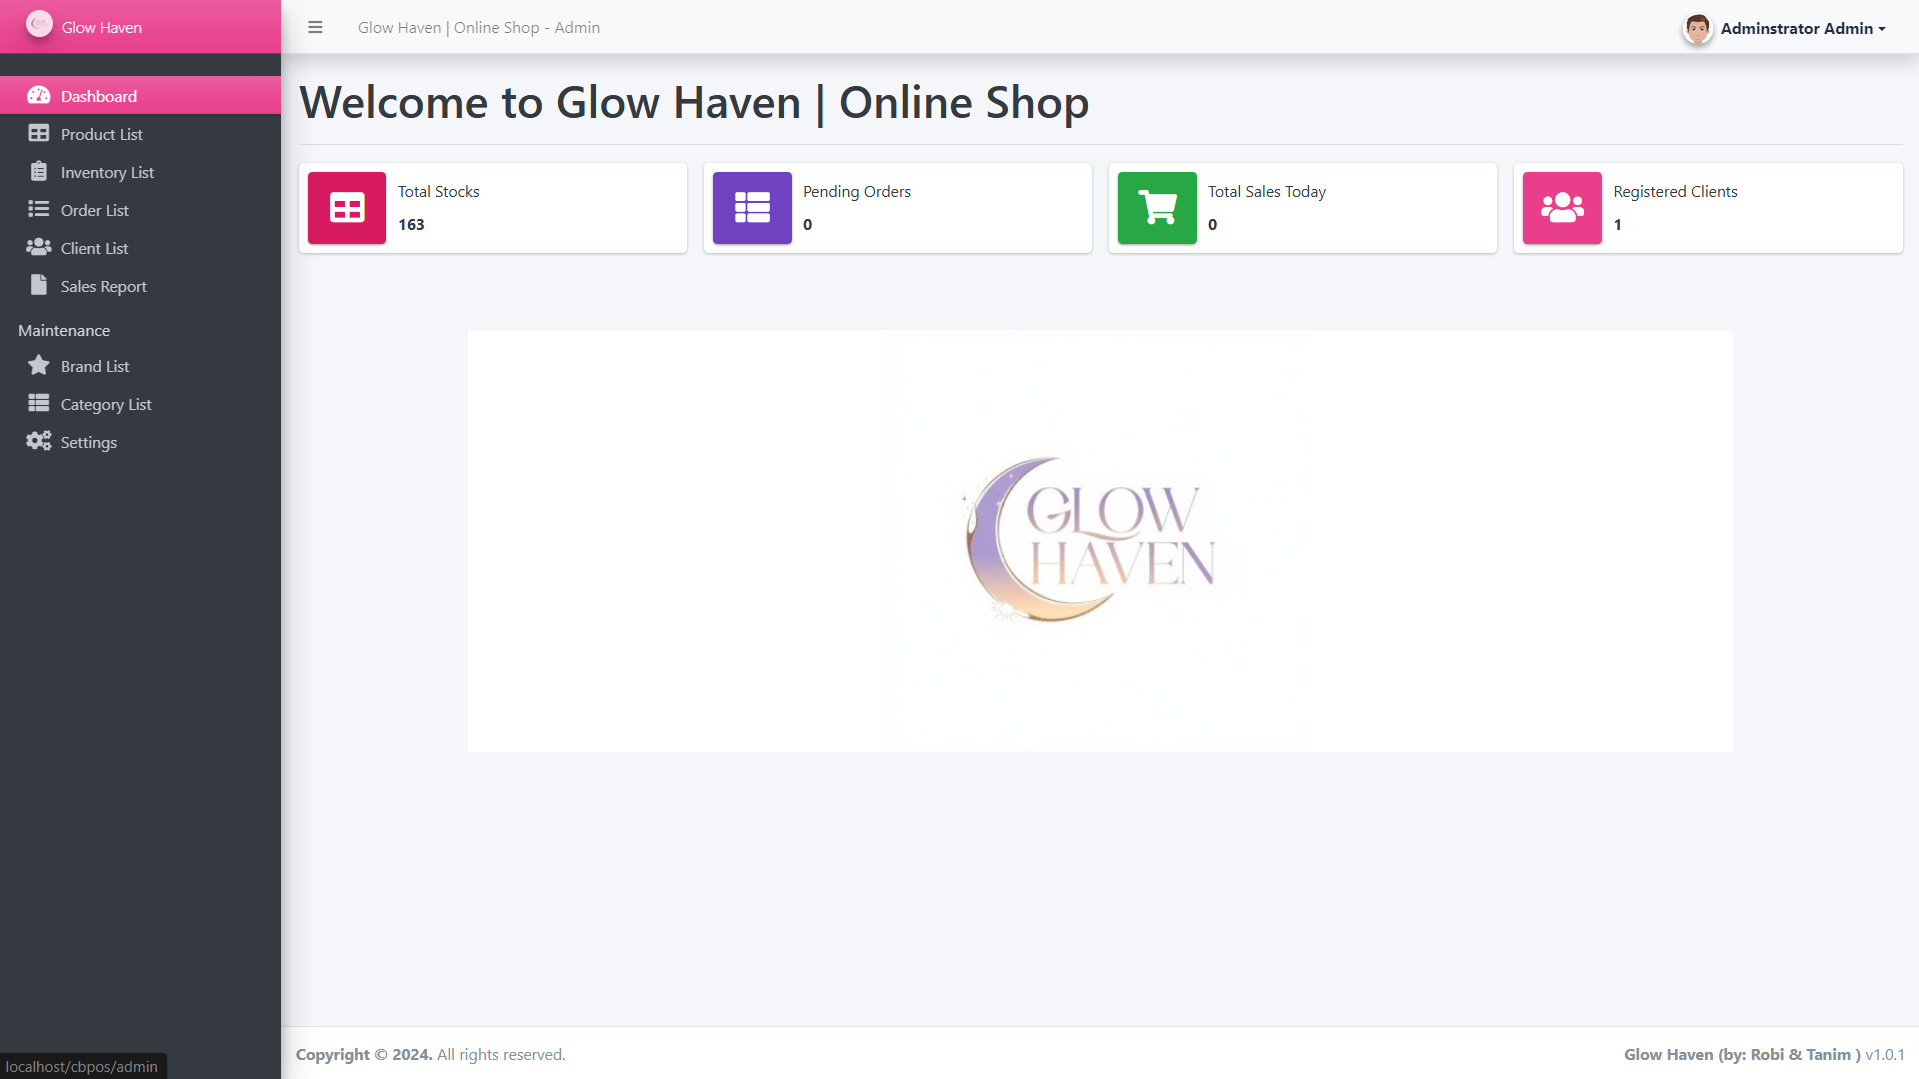 Glow Haven
Glow Haven | Online Shop - Admin
Adminstrator Admin
Dashboard
Product List
Inventory List
Order List
Client List
Sales Report
Maintenance
Brand List
Category List
Settings
Welcome to Glow Haven | Online Shop
Total Stocks
163
Pending Orders
0
Total Sales Today
0
Registered Clients
1
GLOW
HAVEN
Copyright © 2024. All rights reserved.
Glow Haven (by: Robi & Tanim ) v1.0.1
localhost/cbpos/admin